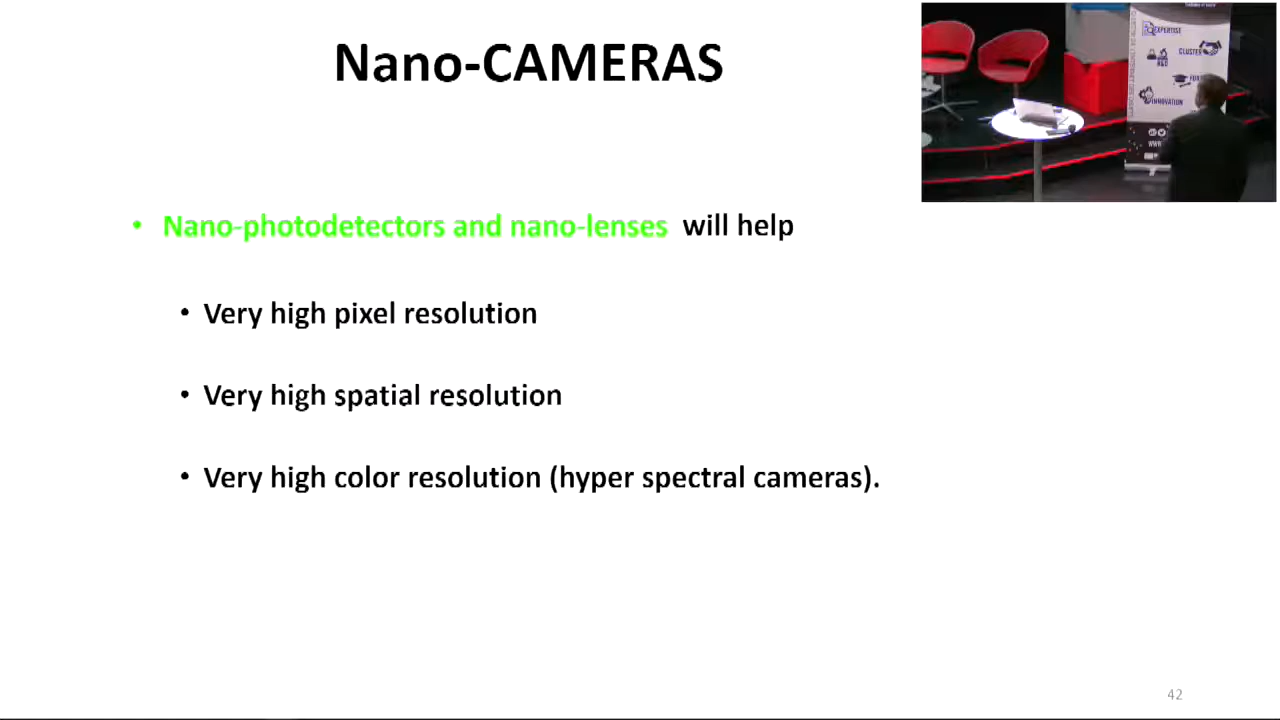 Nano-CAMERAS
EXPERTISE
CLUSTER
R&D
INNOVATION
• Nano-photodetectors and nano-lenses will help
• Very high pixel resolution
• Very high spatial resolution
• Very high color resolution (hyper spectral cameras).
42